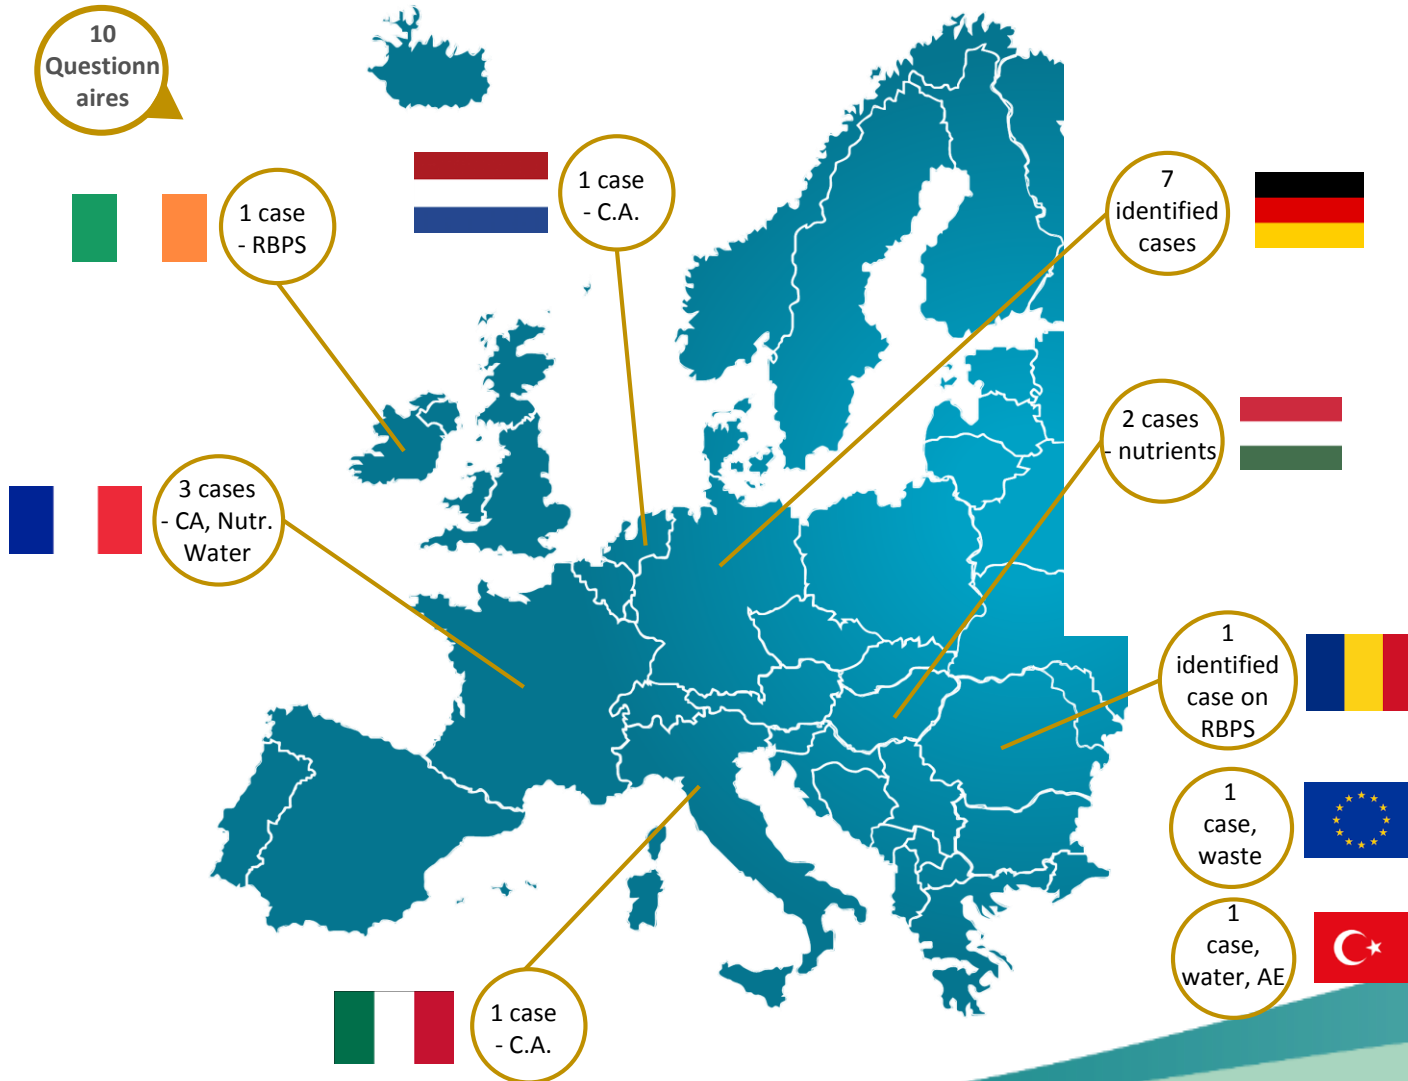 10
Questionn
aires
1 case
- RBPS
1 case
- C.A.
7
identified
cases
2 cases
- nutrients
3 cases
- CA, Nutr.
Water
1
identified
case on
RBPS
1
case,
waste
1
case,
water, AE
1 case
- C.A.